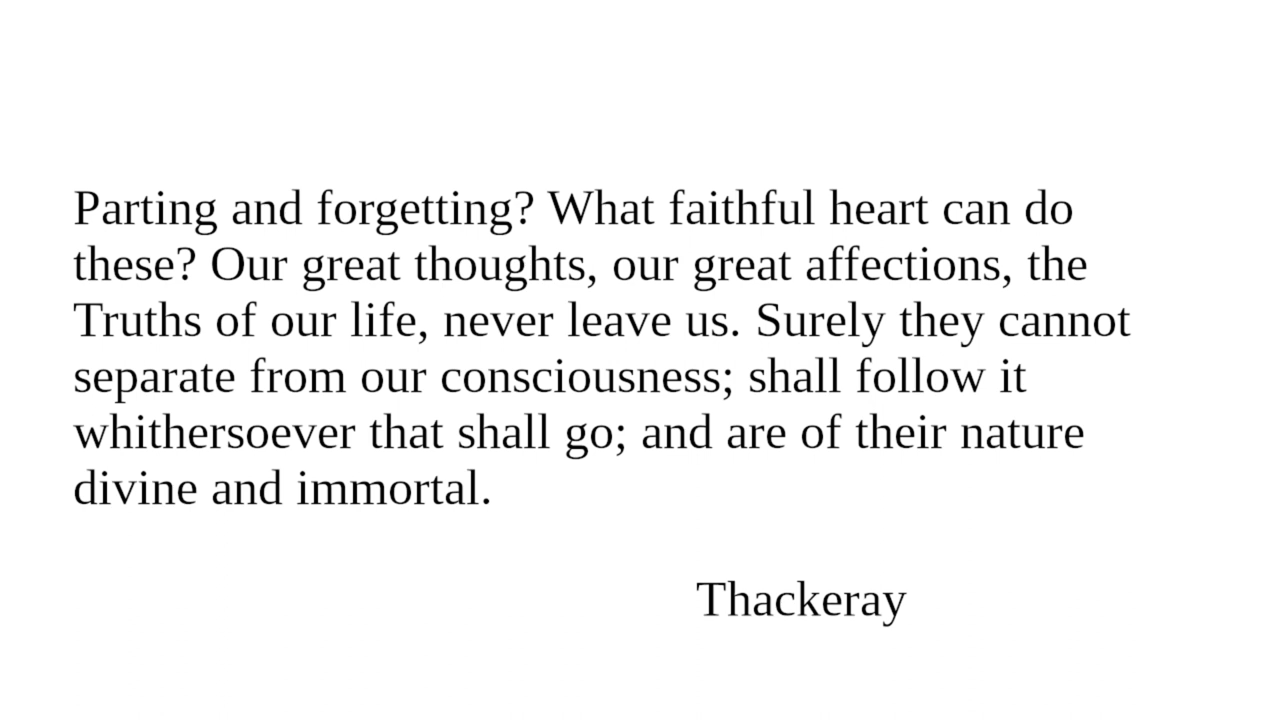 Parting and forgetting? What faithful heart can do
these? Our great thoughts, our great affections, the
Truths of our life, never leave us. Surely they cannot
separate from our consciousness; shall follow it
whithersoever that shall go; and are of their nature
divine and immortal.
Thackeray